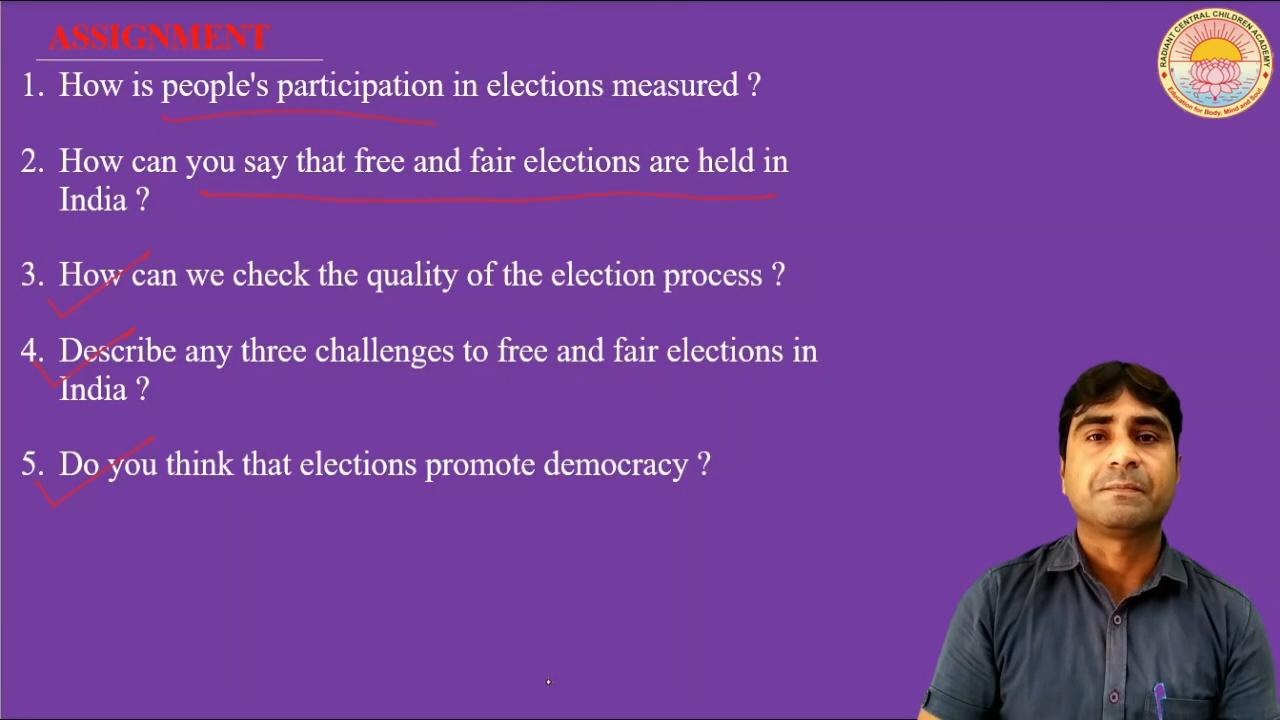 ASSIGNMENT
1. How is people's participation in elections measured ?
2. How can you say that free and fair elections are held in
India ?
3. How can we check the quality of the election process ?
4. Describe any three challenges to free and fair elections in
India ?
5. Do you think that elections promote democracy ?
RADIANT CENTRAL CHILDREN ACADEMY
Education for Body, Mind and Soul.